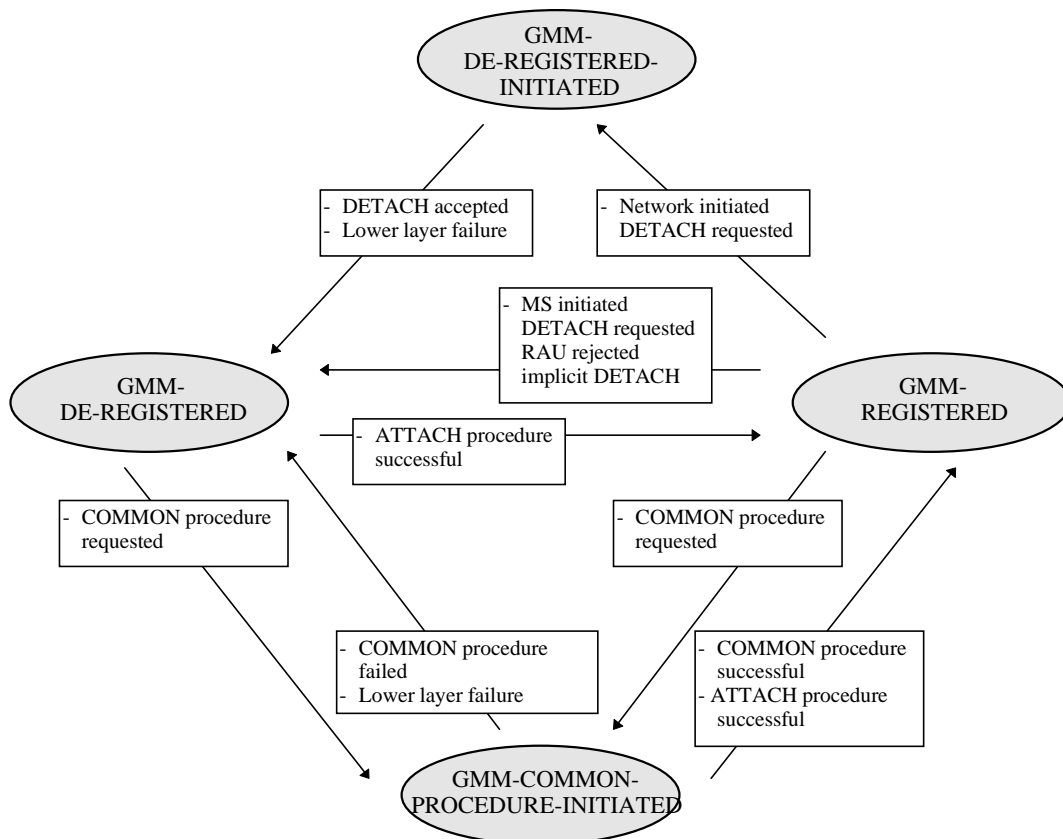 GMM-
DE-REGISTERED-
INITIATED
- DETACH accepted
- Lower layer failure
- Network initiated
DETACH requested
- MS initiated
DETACH requested
RAU rejected
implicit DETACH
GMM-
DE-REGISTERED
GMM-
REGISTERED
- ATTACH procedure
successful
- COMMON procedure
requested
- COMMON procedure
requested
- COMMON procedure
failed
- Lower layer failure
- COMMON procedure
successful
- ATTACH procedure
successful
GMM-COMMON-
PROCEDURE-INITIATED